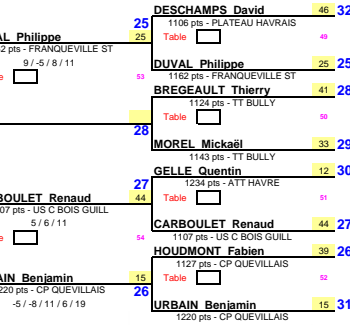 DESCHAMPS David 46 32
1106 pts - PLATEAU HAVRAIS
25
AL Philippe 25
Table
49
2 pts - FRANQUEVILLE ST
9 / -5 / 8 / 11
DUVAL Philippe 25 25
1162 pts - FRANQUEVILLE ST
53
BREGEAULT Thierry 41 28
1124 pts - TT BULLY
Table
50
28
MOREL Mickaël 33 29
1143 pts - TT BULLY
GELLE Quentin 12 30
1234 pts - ATT HAVRE
27
BOULET Renaud 44
Table
51
07 pts - US C BOIS GUILL
5 / 6 / 11
CARBOULET Renaud 44 27
1107 pts - US C BOIS GUILL
54
HOUDMONT Fabien 39 26
1127 pts - CP QUEVILLAIS
Table
52
AIN Benjamin 15
220 pts - CP QUEVILLAIS
26
-5 / -8 / 11 / 6 / 19
URBAIN Benjamin 15 31
1220 pts - CP QUEVILLAIS